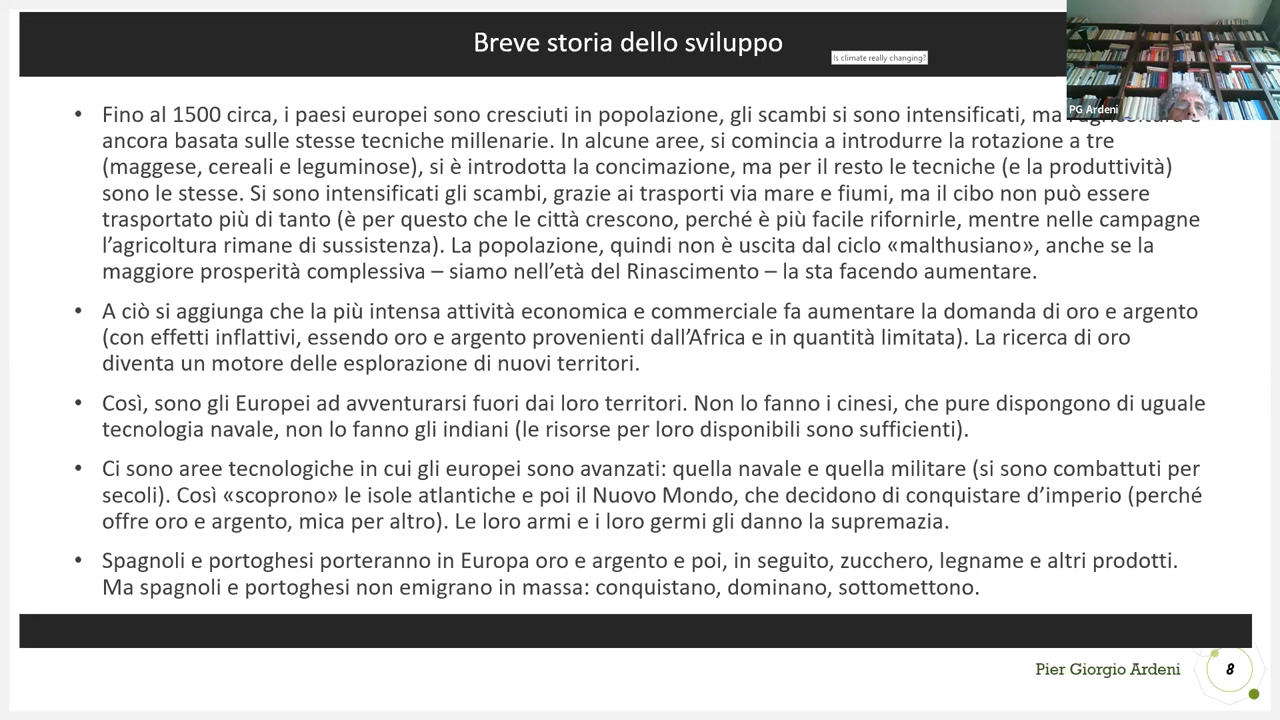 Breve storia dello sviluppo
Is climate really changing?
PG Ardeni
• Fino al 1500 circa, i paesi europei sono cresciuti in popolazione, gli scambi si sono intensificati, ma
ancora basata sulle stesse tecniche millenarie. In alcune aree, si comincia a introdurre la rotazione a tre
(maggese, cereali e leguminose), si è introdotta la concimazione, ma per il resto le tecniche (e la produttività)
sono le stesse. Si sono intensificati gli scambi, grazie ai trasporti via mare e fiumi, ma il cibo non può essere
trasportato più di tanto (è per questo che le città crescono, perché è più facile rifornirle, mentre nelle campagne
l’agricoltura rimane di sussistenza). La popolazione, quindi non è uscita dal ciclo «malthusiano», anche se la
maggiore prosperità complessiva – siamo nell’età del Rinascimento – la sta facendo aumentare.
• A ciò si aggiunga che la più intensa attività economica e commerciale fa aumentare la domanda di oro e argento
(con effetti inflattivi, essendo oro e argento provenienti dall’Africa e in quantità limitata). La ricerca di oro
diventa un motore delle esplorazione di nuovi territori.
• Così, sono gli Europei ad avventurarsi fuori dai loro territori. Non lo fanno i cinesi, che pure dispongono di uguale
tecnologia navale, non lo fanno gli indiani (le risorse per loro disponibili sono sufficienti).
• Ci sono aree tecnologiche in cui gli europei sono avanzati: quella navale e quella militare (si sono combattuti per
secoli). Così «scoprono» le isole atlantiche e poi il Nuovo Mondo, che decidono di conquistare d’imperio (perché
offre oro e argento, mica per altro). Le loro armi e i loro germi gli danno la supremazia.
• Spagnoli e portoghesi porteranno in Europa oro e argento e poi, in seguito, zucchero, legname e altri prodotti.
Ma spagnoli e portoghesi non emigrano in massa: conquistano, dominano, sottomettono.
Pier Giorgio Ardeni
8